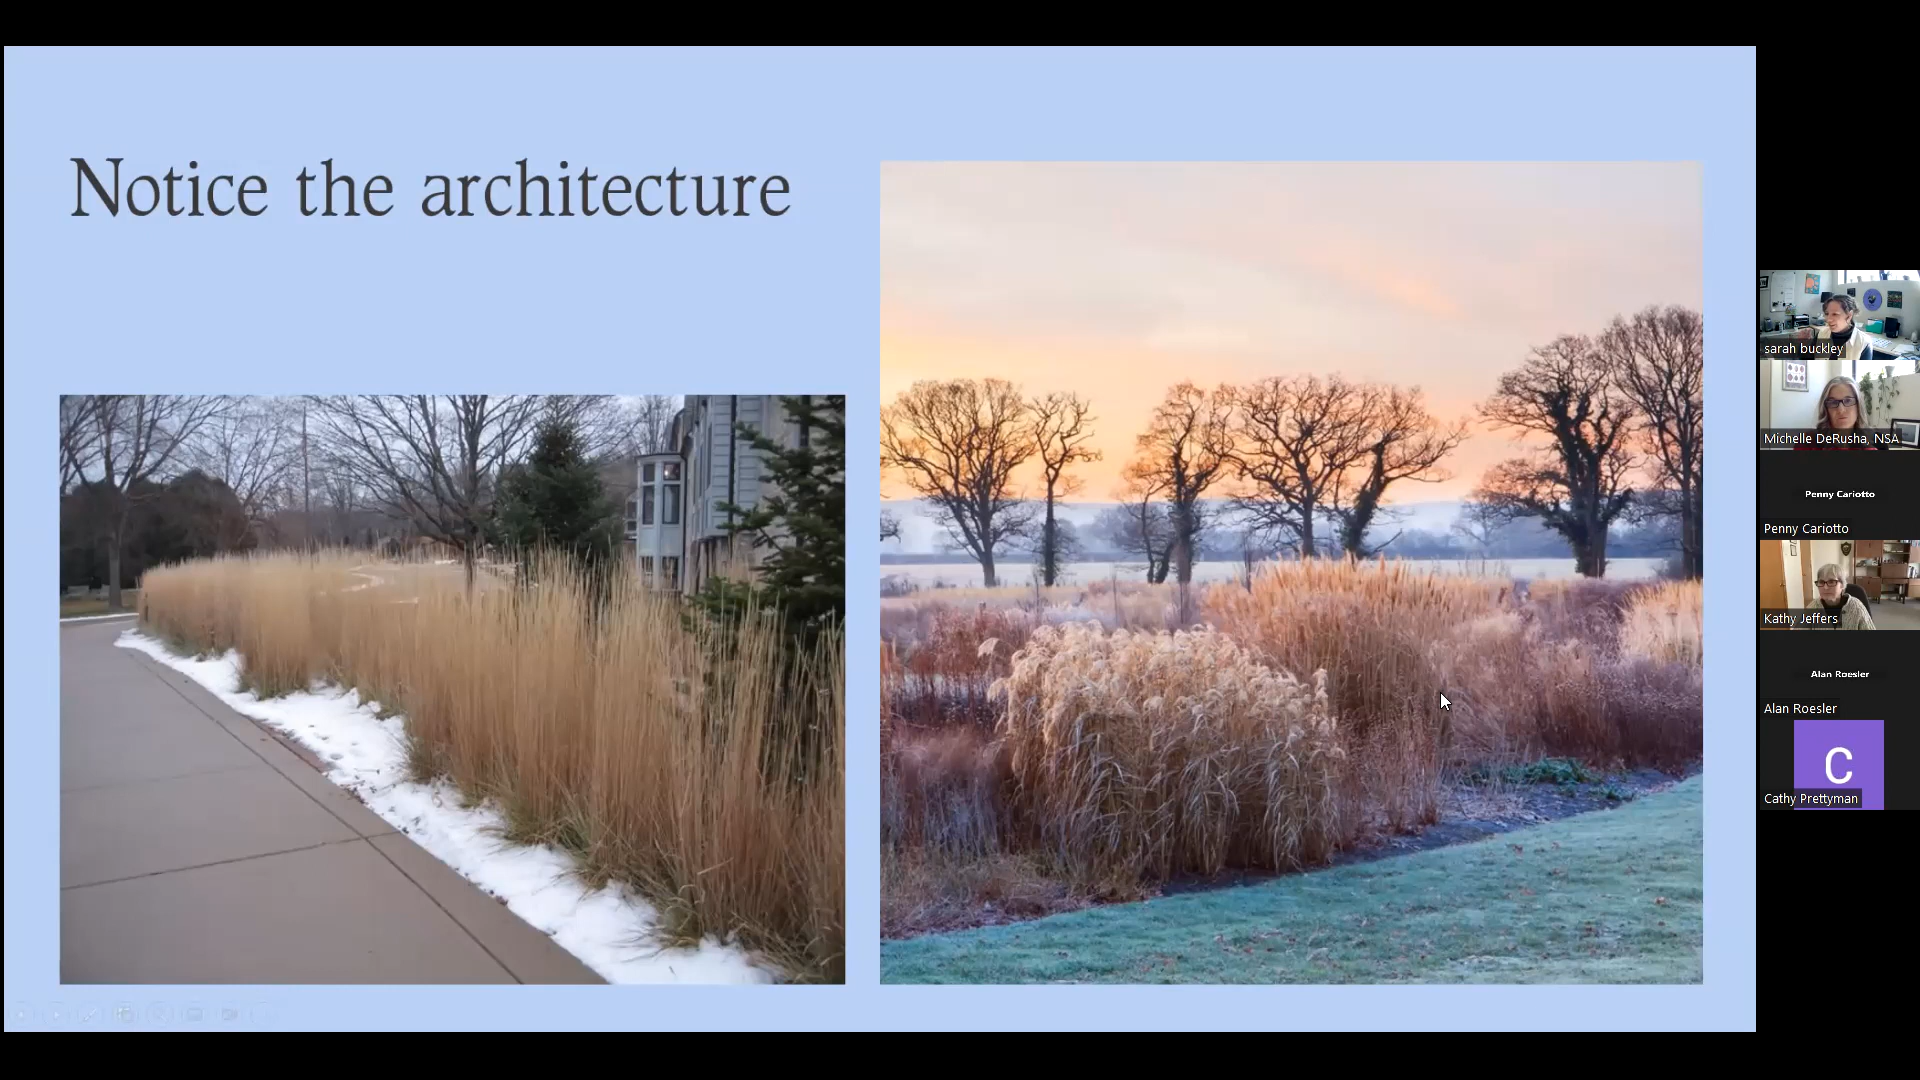 Notice the architecture
sarah buckley
Michelle DeRusha, NSA
Penny Cariotto
Penny Cariotto
Kathy Jeffers
Alan Roesler
Alan Roesler
C
Cathy Prettyman